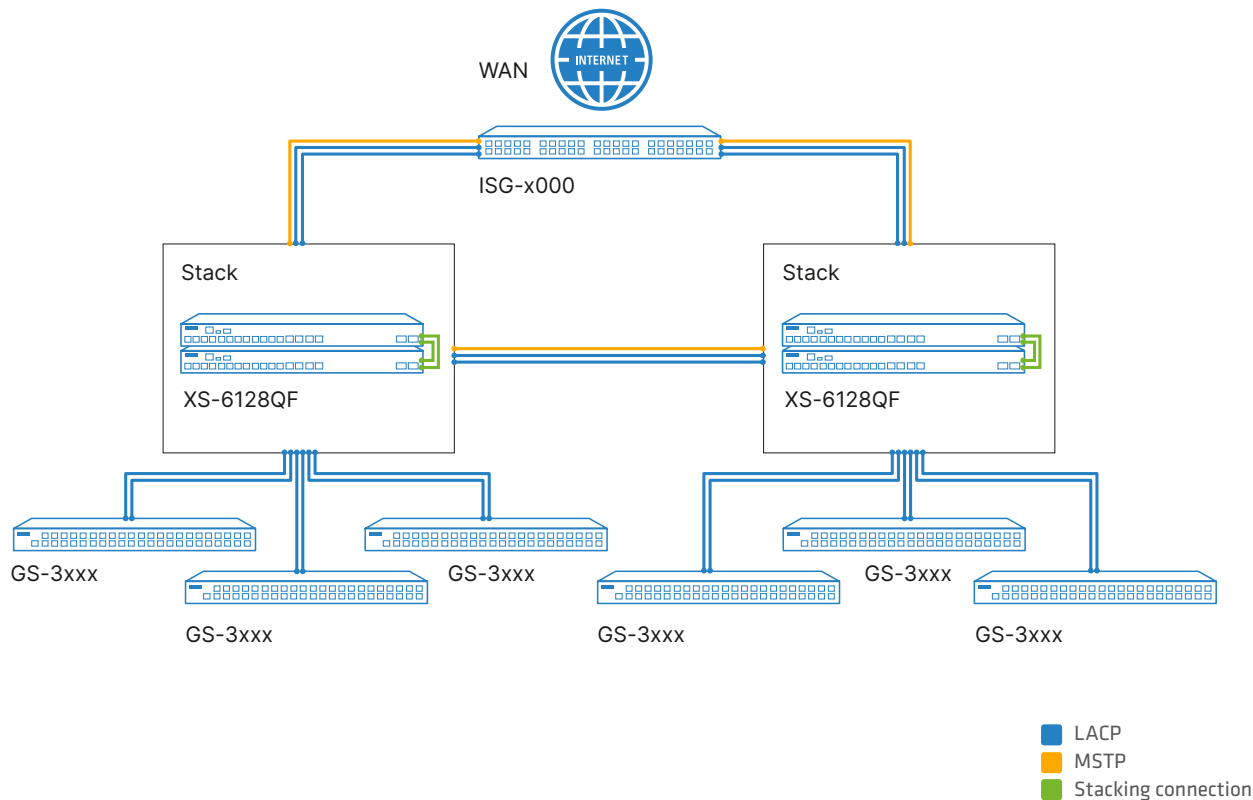 WAN
INTERNET
ISG-x000
Stack
Stack
XS-6128QF
XS-6128QF
GS-3xxx
GS-3xxx
GS-3xxx
GS-3xxx
GS-3xxx
GS-3xxx
LACP
MSTP
Stacking connection